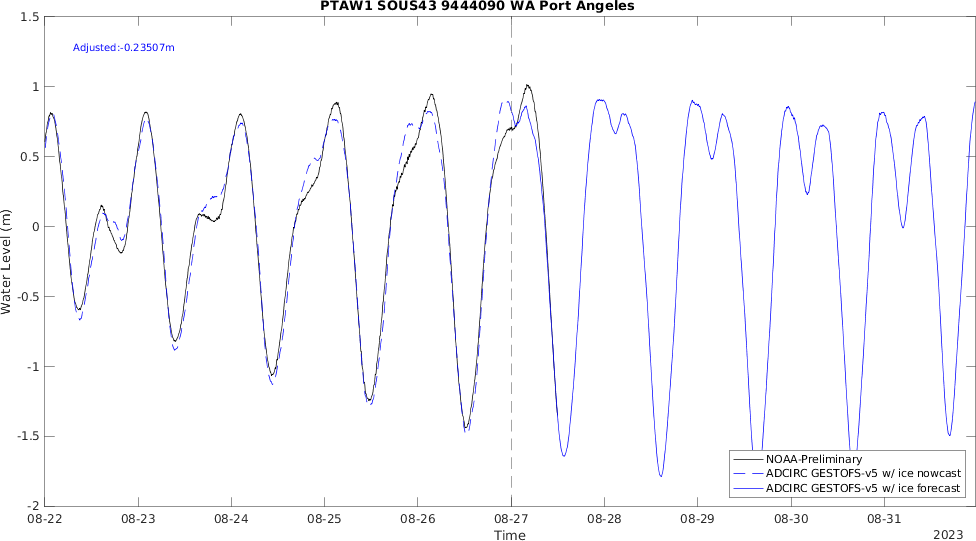 PTAW1 SOUS43 9444090 WA Port Angeles
1.5
Adjusted:-0.23507m
1
0.5
0
-0.5
-1
-1.5
-2
Water Level (m)
NOAA-Preliminary
ADCIRC GESTOFS-v5 w/ ice nowcast
ADCIRC GESTOFS-v5 w/ ice forecast
08-22 08-23 08-24 08-25 08-26 08-27 08-28 08-29 08-30 08-31
Time
2023